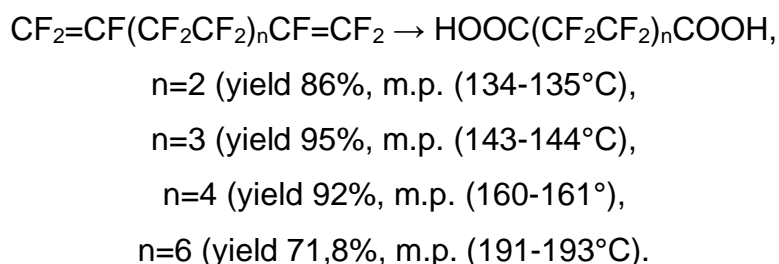 CF₂=CF(CF₂CF₂)ₙCF=CF₂ → HOOC(CF₂CF₂)ₙCOOH,
n=2 (yield 86%, m.p. (134-135°C),
n=3 (yield 95%, m.p. (143-144°C),
n=4 (yield 92%, m.p. (160-161°),
n=6 (yield 71,8%, m.p. (191-193°C).